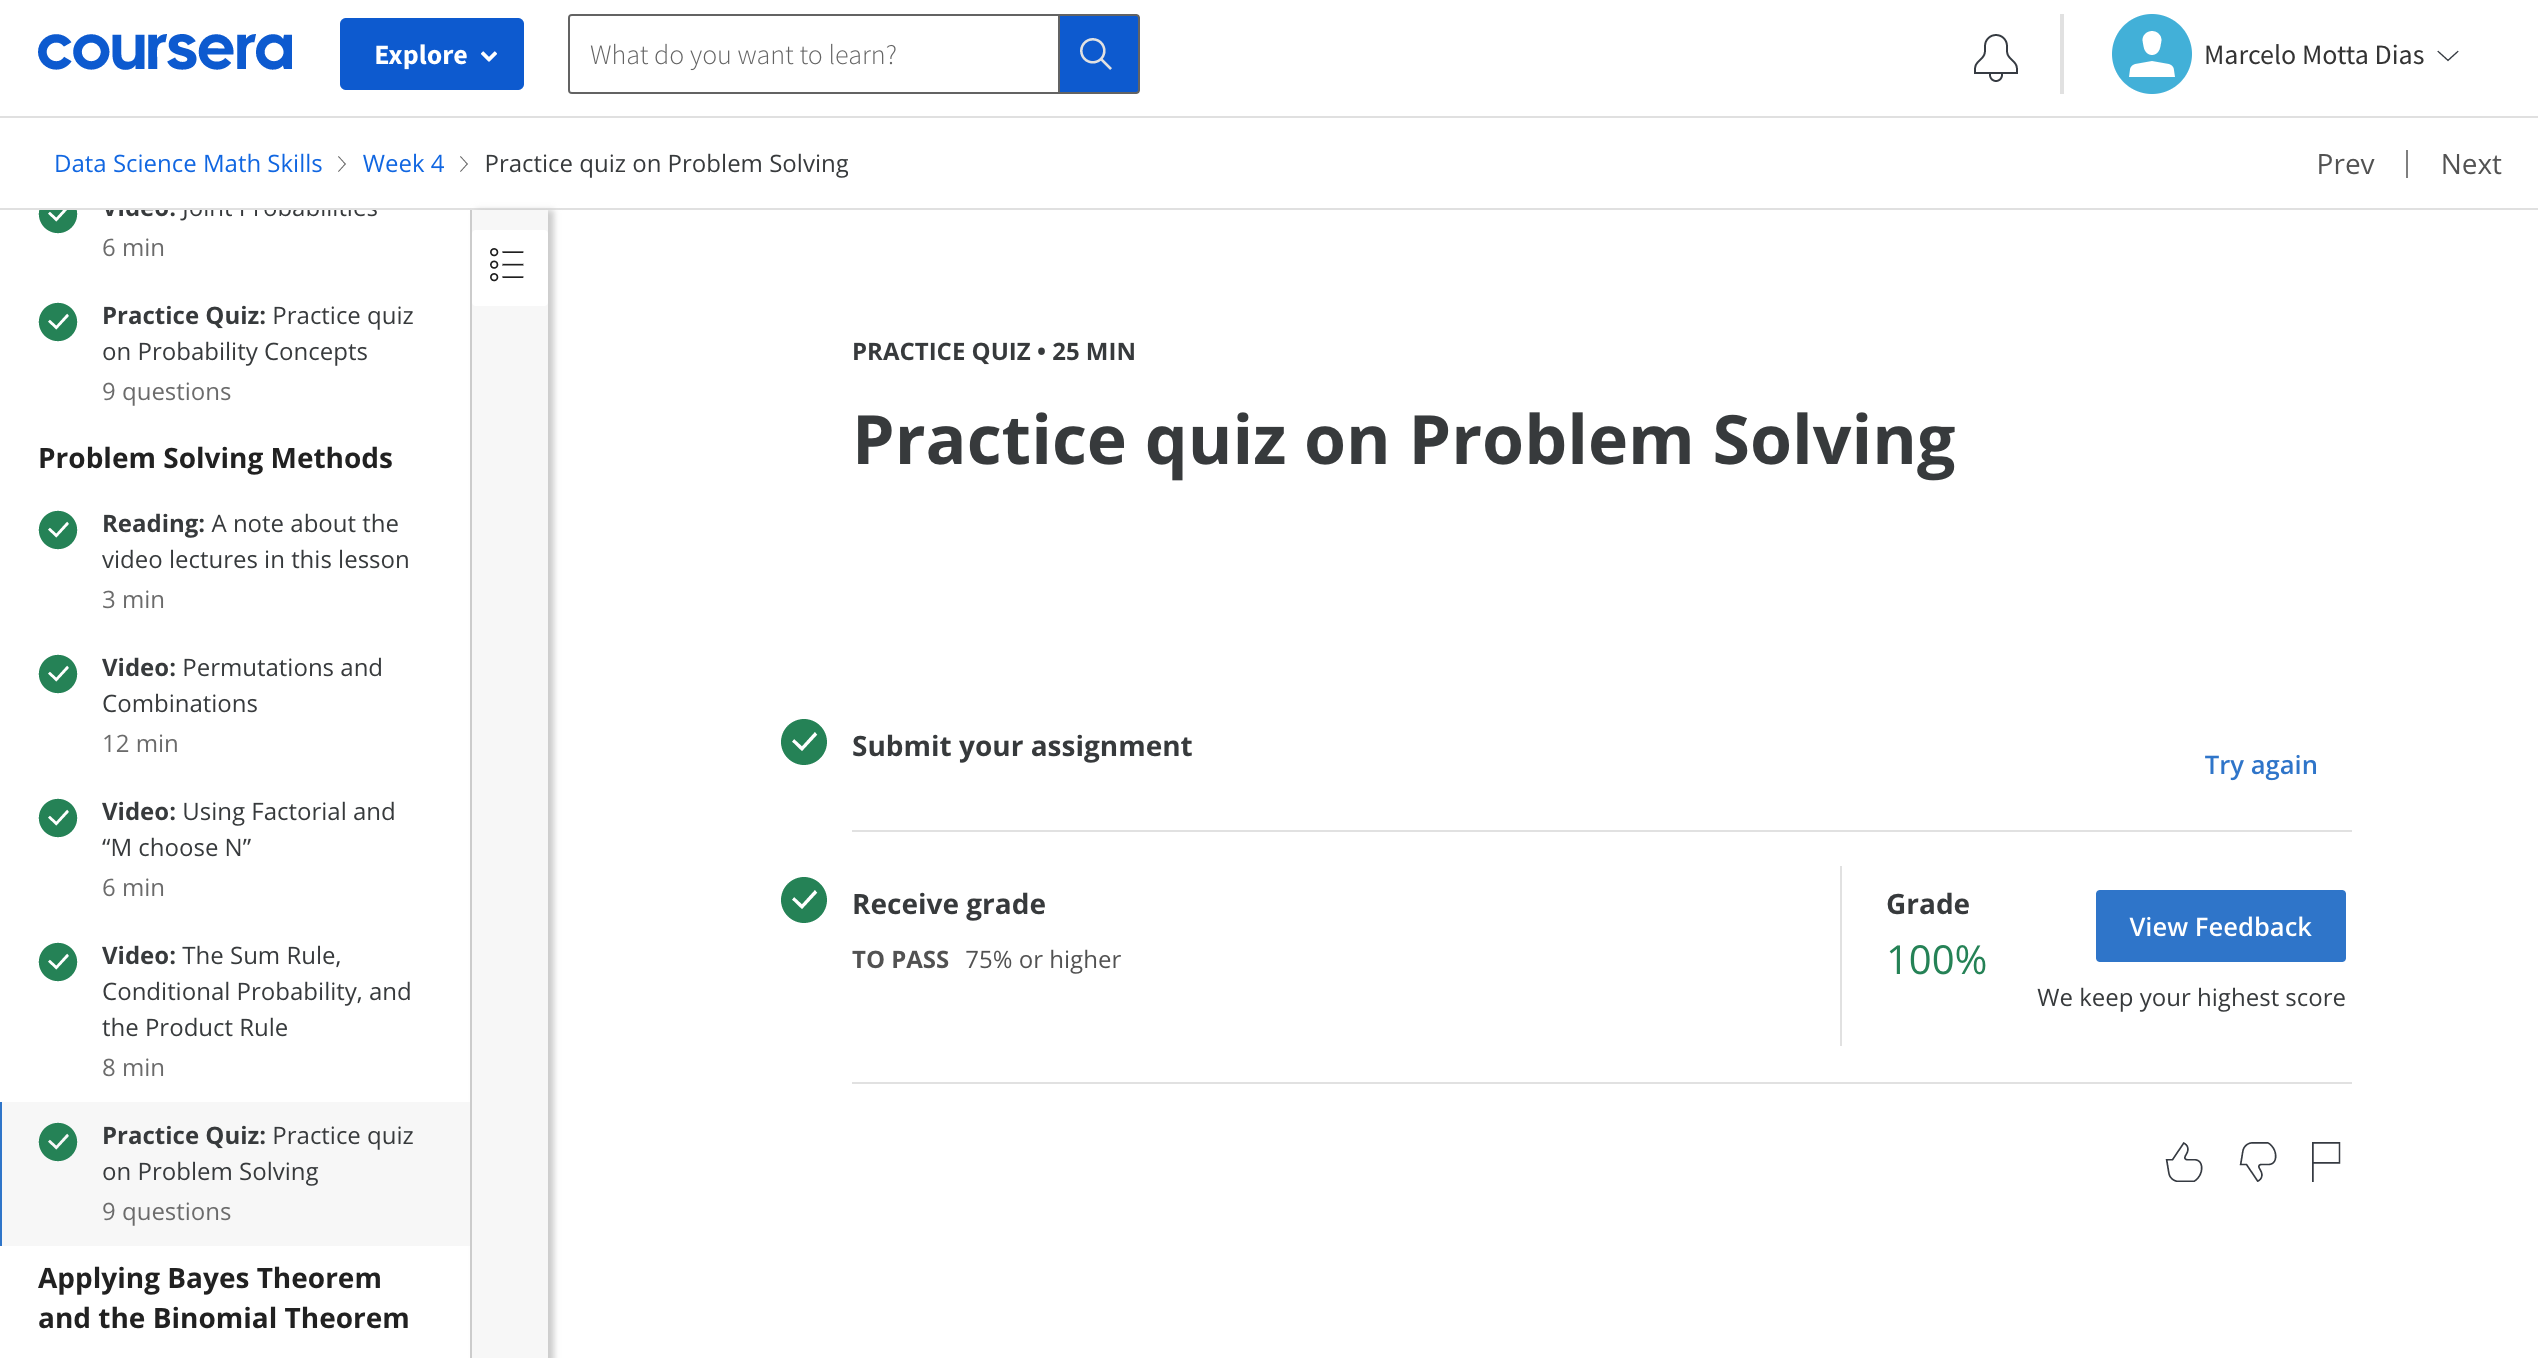 coursera
Explore
What do you want to learn?
Marcelo Motta Dias
Data Science Math Skills > Week 4 > Practice quiz on Problem Solving
Prev | Next
Video: Joint Probabilities
6 min
Practice Quiz: Practice quiz
on Probability Concepts
9 questions
Problem Solving Methods
Reading: A note about the
video lectures in this lesson
3 min
Video: Permutations and
Combinations
12 min
Video: Using Factorial and
“M choose N”
6 min
Video: The Sum Rule,
Conditional Probability, and
the Product Rule
8 min
Practice Quiz: Practice quiz
on Problem Solving
9 questions
Applying Bayes Theorem
and the Binomial Theorem
PRACTICE QUIZ • 25 MIN
Practice quiz on Problem Solving
Submit your assignment
Try again
Receive grade
TO PASS 75% or higher
Grade
100%
View Feedback
We keep your highest score